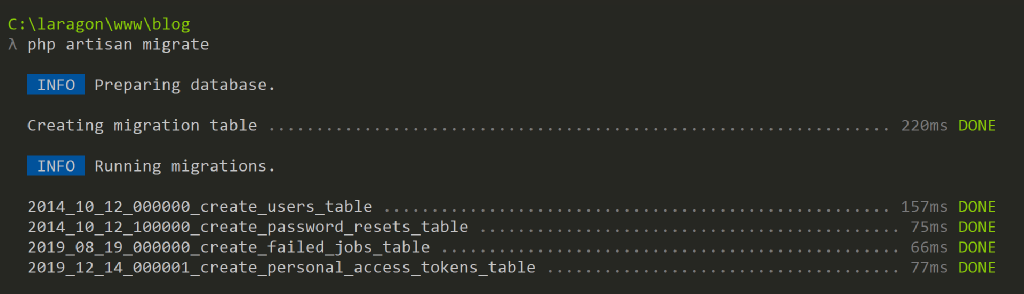 C:\laragon\www\blog
λ php artisan migrate
INFO Preparing database.
Creating migration table ................................................................. 220ms DONE
INFO Running migrations.
2014_10_12_000000_create_users_table ..................................................... 157ms DONE
2014_10_12_100000_create_password_resets_table ............................................ 75ms DONE
2019_08_19_000000_create_failed_jobs_table ................................................ 66ms DONE
2019_12_14_000001_create_personal_access_tokens_table ..................................... 77ms DONE